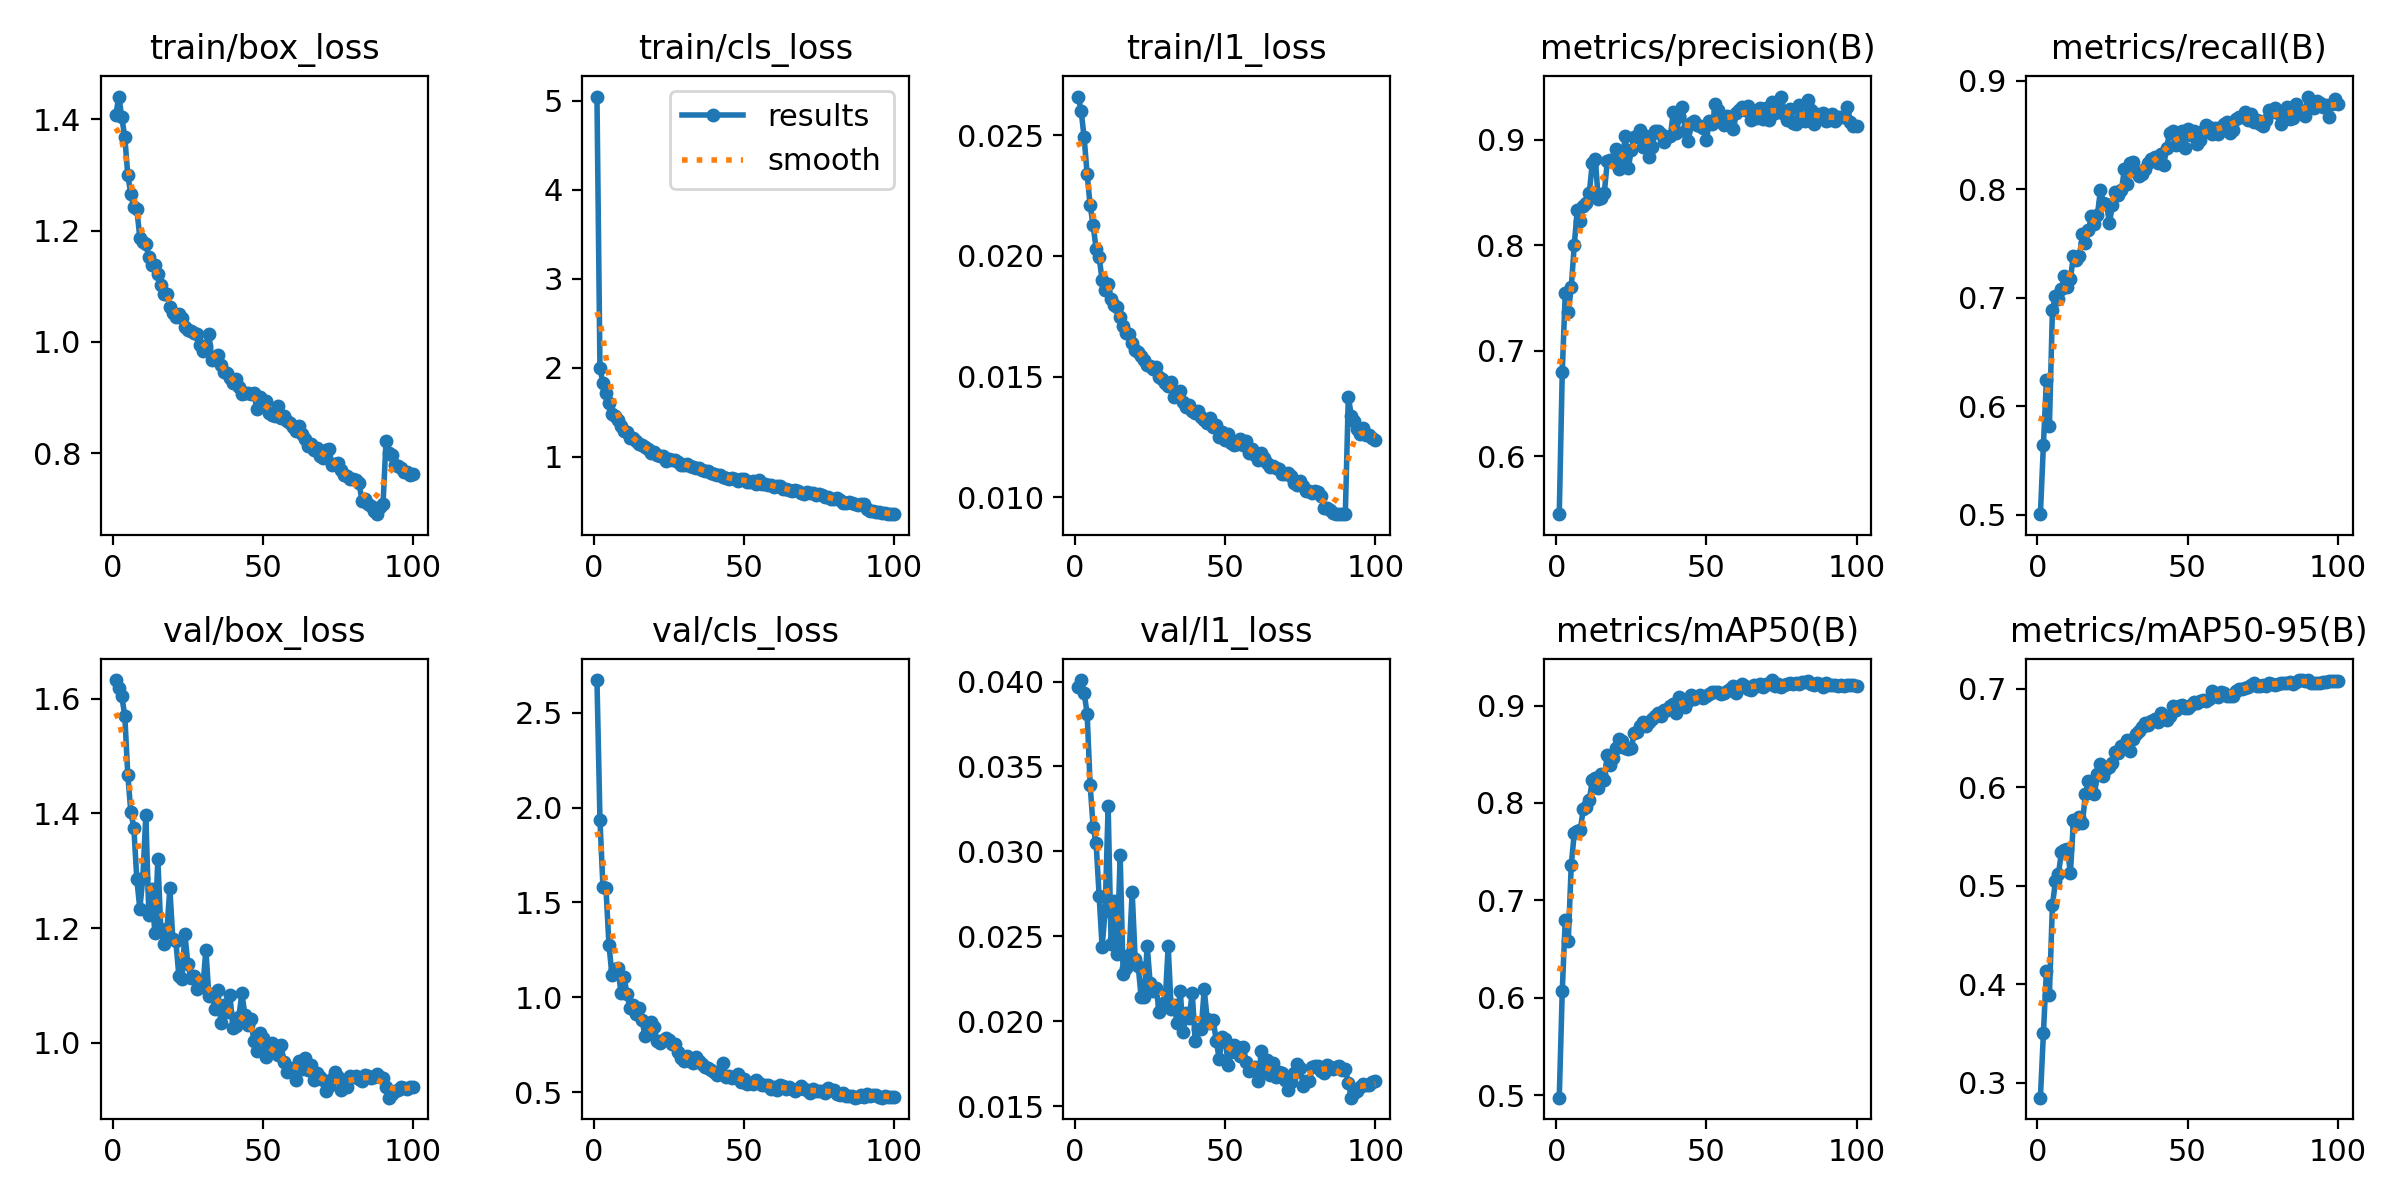 train/box_loss
1.4
1.2
1.0
0.8
0 50 100
train/cls_loss
results
smooth
5
4
3
2
1
0 50 100
train/l1_loss
0.025
0.020
0.015
0.010
0 50 100
metrics/precision(B)
0.9
0.8
0.7
0.6
0 50 100
metrics/recall(B)
0.9
0.8
0.7
0.6
0.5
0 50 100
val/box_loss
1.6
1.4
1.2
1.0
0 50 100
val/cls_loss
2.5
2.0
1.5
1.0
0.5
0 50 100
val/l1_loss
0.040
0.035
0.030
0.025
0.020
0.015
0 50 100
metrics/mAP50(B)
0.9
0.8
0.7
0.6
0.5
0 50 100
metrics/mAP50-95(B)
0.7
0.6
0.5
0.4
0.3
0 50 100